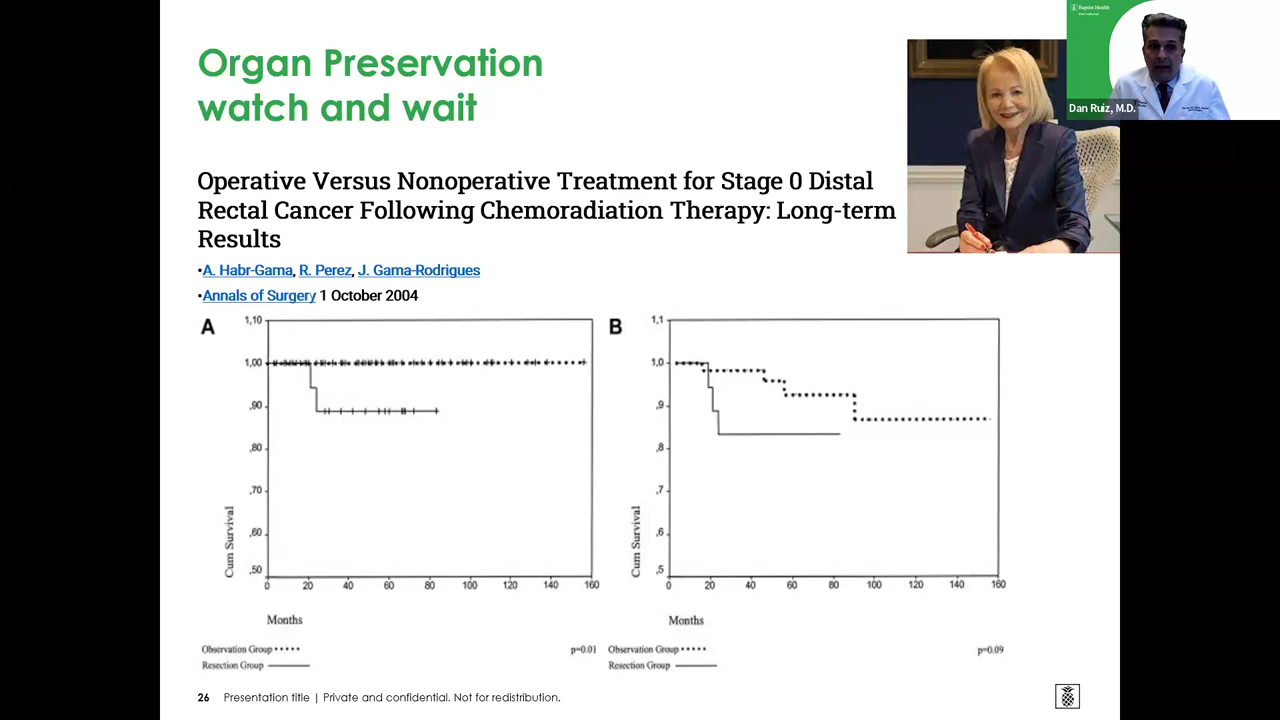 Organ Preservation
watch and wait
Baptist Health
Dan Ruiz, M.D.
Operative Versus Nonoperative Treatment for Stage 0 Distal
Rectal Cancer Following Chemoradiation Therapy: Long-term
Results
•A. Habr-Gama, R. Perez, J. Gama-Rodrigues
•Annals of Surgery 1 October 2004
A
1,10
1,00
,90
,80
,70
,60
,50
Cum Survival
0 20 40 60 80 100 120 140 160
Months
Observation Group
p=0.01
Resection Group
B
1,1
1,0
,9
,8
,7
,6
,5
Cum Survival
0 20 40 60 80 100 120 140 160
Months
Observation Group
p=0.09
Resection Group
26 Presentation title | Private and confidential. Not for redistribution.